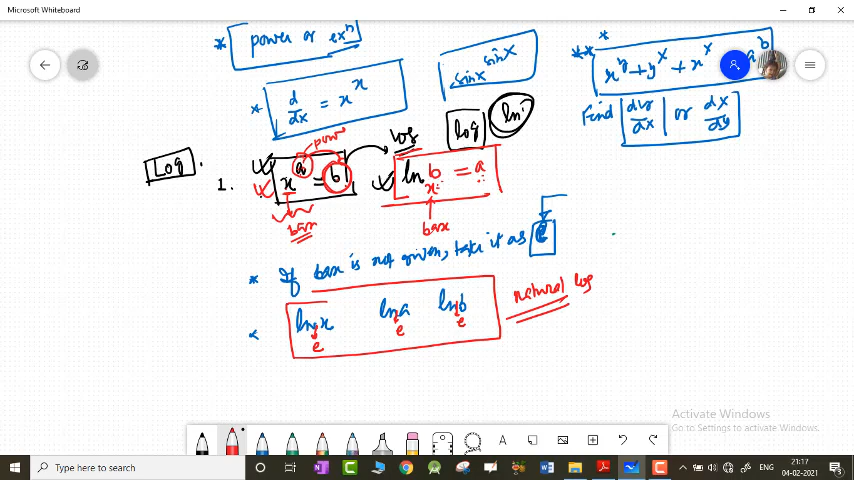 Microsoft Whiteboard
* power or exⁿ
* d/dx = x^x
sinx^sinx
*
** x^y + y^x + x^x a^b
Find dy/dx or dx/dy
power
log
log ln
Log.
1. x^a = b
ln_x b = a
base
base
* If base is not given, take it as e
ln x ln a ln b
e e e
natural log
Activate Windows
Go to Settings to activate Windows.
A
Type here to search
ENG
21:17
04-02-2021
3